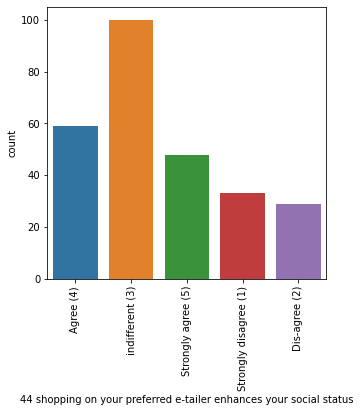 100
80
60
40
20
0
count
Agree (4)
indifferent (3)
Strongly agree (5)
Strongly disagree (1)
Dis-agree (2)
44 shopping on your preferred e-tailer enhances your social status